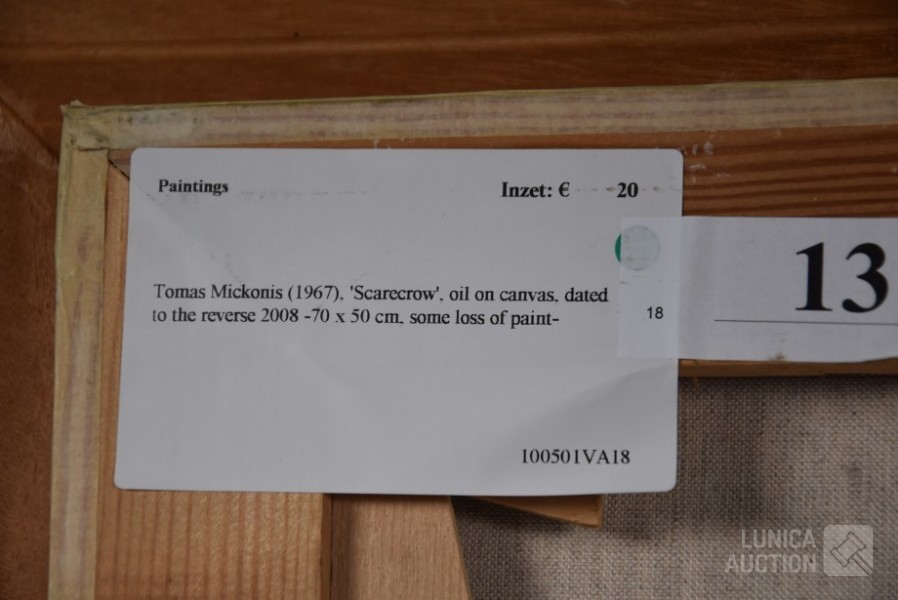 Paintings
Inzet: € 20
Tomas Mickonis (1967), 'Scarecrow', oil on canvas, dated
to the reverse 2008 -70 x 50 cm, some loss of paint-
18
13
100501VA18
LUNICA
AUCTION